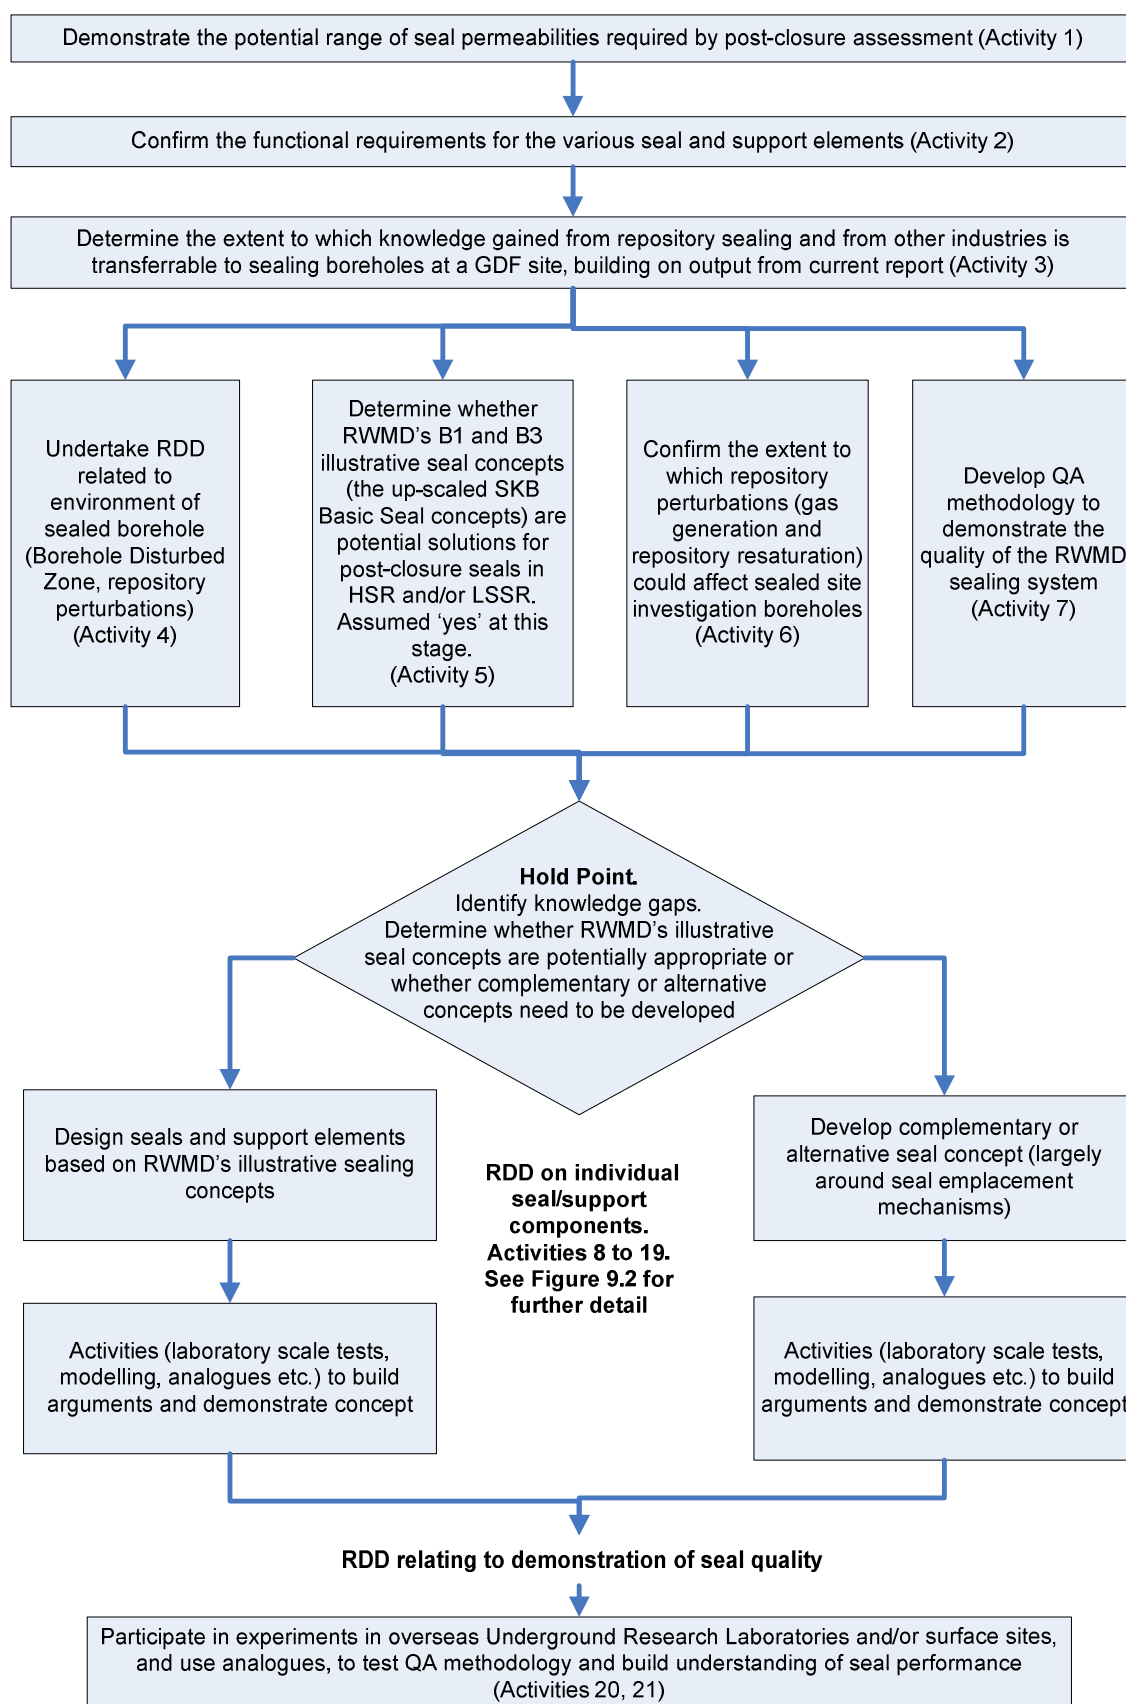 Demonstrate the potential range of seal permeabilities required by post-closure assessment (Activity 1)
Confirm the functional requirements for the various seal and support elements (Activity 2)
Determine the extent to which knowledge gained from repository sealing and from other industries is
transferrable to sealing boreholes at a GDF site, building on output from current report (Activity 3)
Undertake RDD
related to
environment of
sealed borehole
(Borehole Disturbed
Zone, repository
perturbations)
(Activity 4)
Determine whether
RWMD's B1 and B3
illustrative seal concepts
(the up-scaled SKB
Basic Seal concepts) are
potential solutions for
post-closure seals in
HSR and/or LSSR.
Assumed 'yes' at this
stage.
(Activity 5)
Confirm the extent to
which repository
perturbations (gas
generation and
repository resaturation)
could affect sealed site
investigation boreholes
(Activity 6)
Develop QA
methodology to
demonstrate the
quality of the RWMD
sealing system
(Activity 7)
Hold Point.
Identify knowledge gaps.
Determine whether RWMD's illustrative
seal concepts are potentially appropriate or
whether complementary or alternative
concepts need to be developed
Design seals and support elements
based on RWMD's illustrative sealing
concepts
RDD on individual
seal/support
components.
Activities 8 to 19.
See Figure 9.2 for
further detail
Develop complementary or
alternative seal concept (largely
around seal emplacement
mechanisms)
Activities (laboratory scale tests,
modelling, analogues etc.) to build
arguments and demonstrate concept
Activities (laboratory scale tests,
modelling, analogues etc.) to build
arguments and demonstrate concept
RDD relating to demonstration of seal quality
Participate in experiments in overseas Underground Research Laboratories and/or surface sites,
and use analogues, to test QA methodology and build understanding of seal performance
(Activities 20, 21)